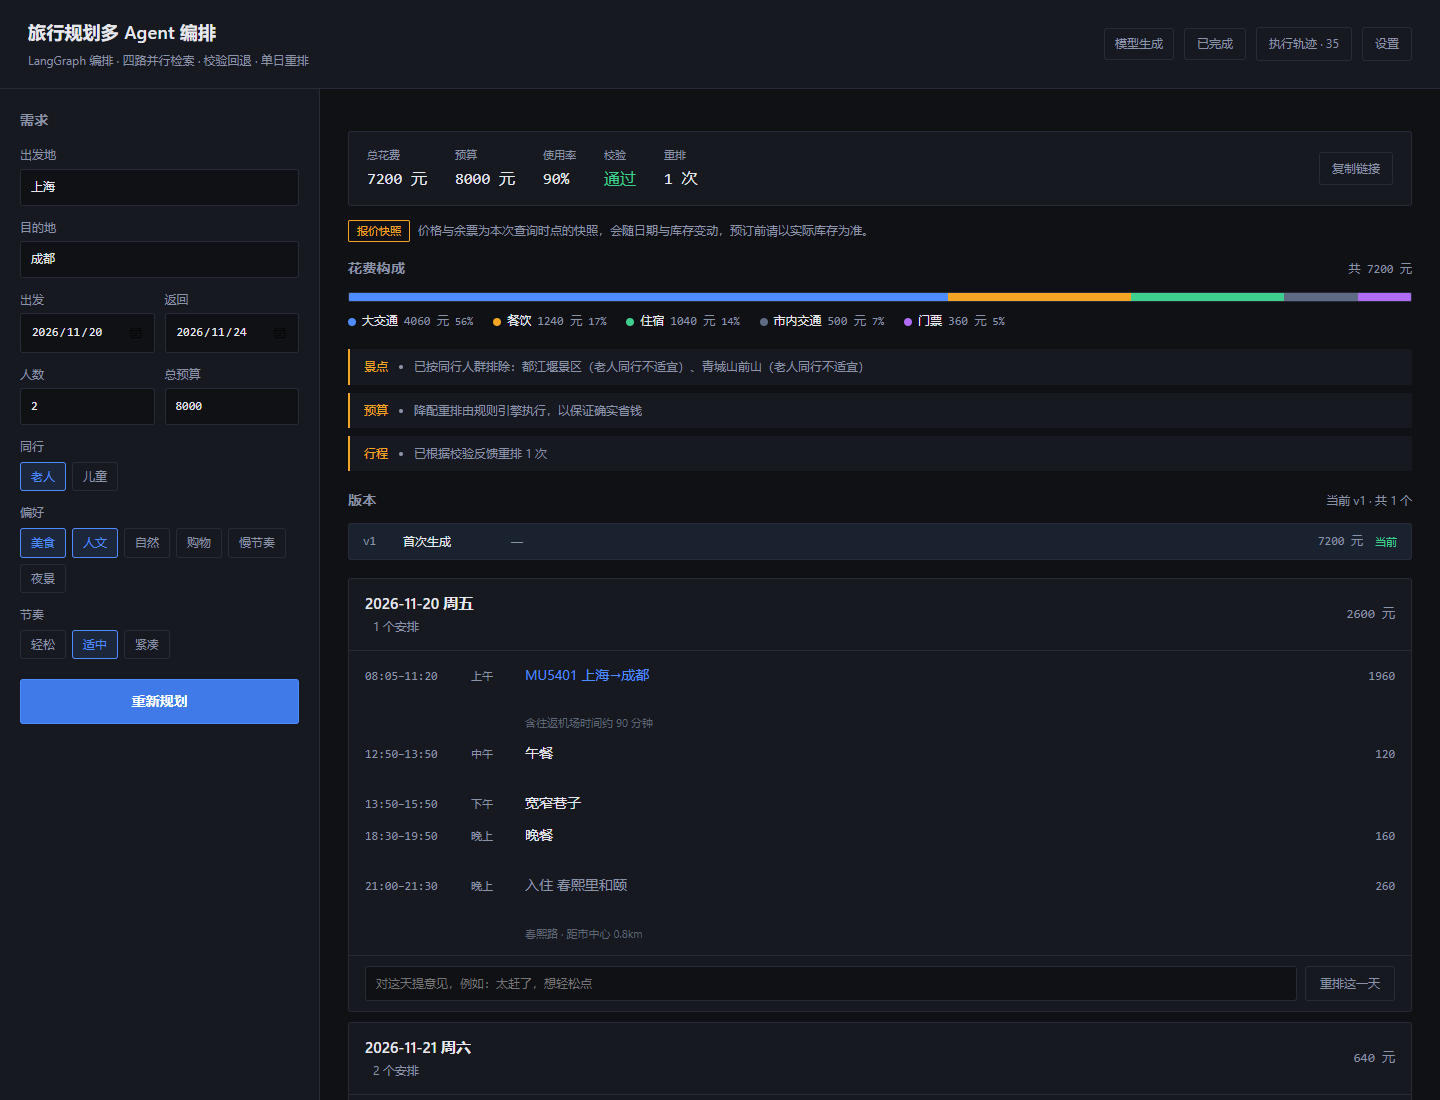 旅行规划多 Agent 编排
LangGraph 编排 · 四路并行检索 · 校验回退 · 单日重排
模型生成
已完成
执行轨迹 · 35
设置
需求
出发地
上海
目的地
成都
出发 返回
2026/11/20 2026/11/24
人数 总预算
2 8000
同行
老人 儿童
偏好
美食 人文 自然 购物 慢节奏
夜景
节奏
轻松 适中 紧凑
重新规划
总花费 预算 使用率 校验 重排
7200 元 8000 元 90% 通过 1 次
复制链接
报价快照 价格与余票为本次查询时点的快照，会随日期与库存变动，预订前请以实际库存为准。
花费构成 共 7200 元
大交通 4060 元 56% 餐饮 1240 元 17% 住宿 1040 元 14% 市内交通 500 元 7% 门票 360 元 5%
景点 • 已按同行人群排除：都江堰景区（老人同行不适宜）、青城山前山（老人同行不适宜）
预算 • 降配重排由规则引擎执行，以保证确实省钱
行程 • 已根据校验反馈重排 1 次
版本 当前 v1 · 共 1 个
v1 首次生成 — 7200 元 当前
2026-11-20 周五
1 个安排
2600 元
08:05–11:20 上午 MU5401 上海→成都 1960
含往返机场时间约 90 分钟
12:50–13:50 中午 午餐 120
13:50–15:50 下午 宽窄巷子
18:30–19:50 晚上 晚餐 160
21:00–21:30 晚上 入住 春熙里和颐 260
春熙路 · 距市中心 0.8km
对这天提意见，例如：太赶了，想轻松点
重排这一天
2026-11-21 周六
2 个安排
640 元